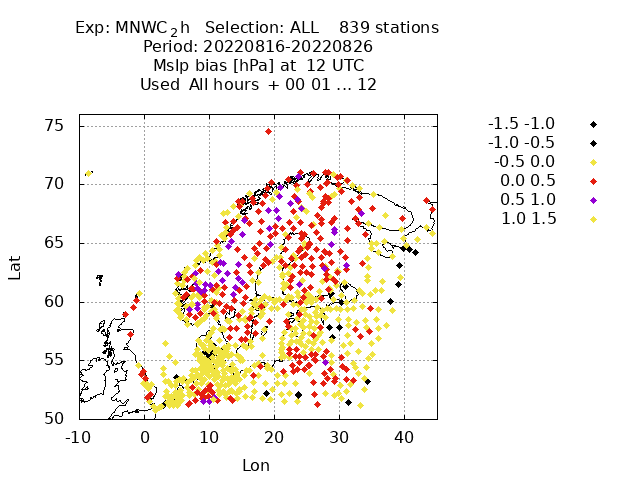 Exp: MNWC_2h   Selection: ALL    839 stations
Period: 20220816-20220826
Mslp bias [hPa] at  12 UTC
Used  All hours  + 00 01 ... 12
-1.5 -1.0
-1.0 -0.5
-0.5 0.0
0.0 0.5
0.5 1.0
1.0 1.5
75
70
65
60
55
50
Lat
-10 0 10 20 30 40
Lon